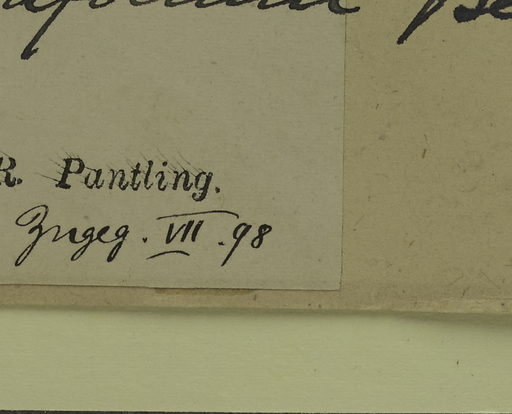 R. Pantling.
Zugeg. VII. 98